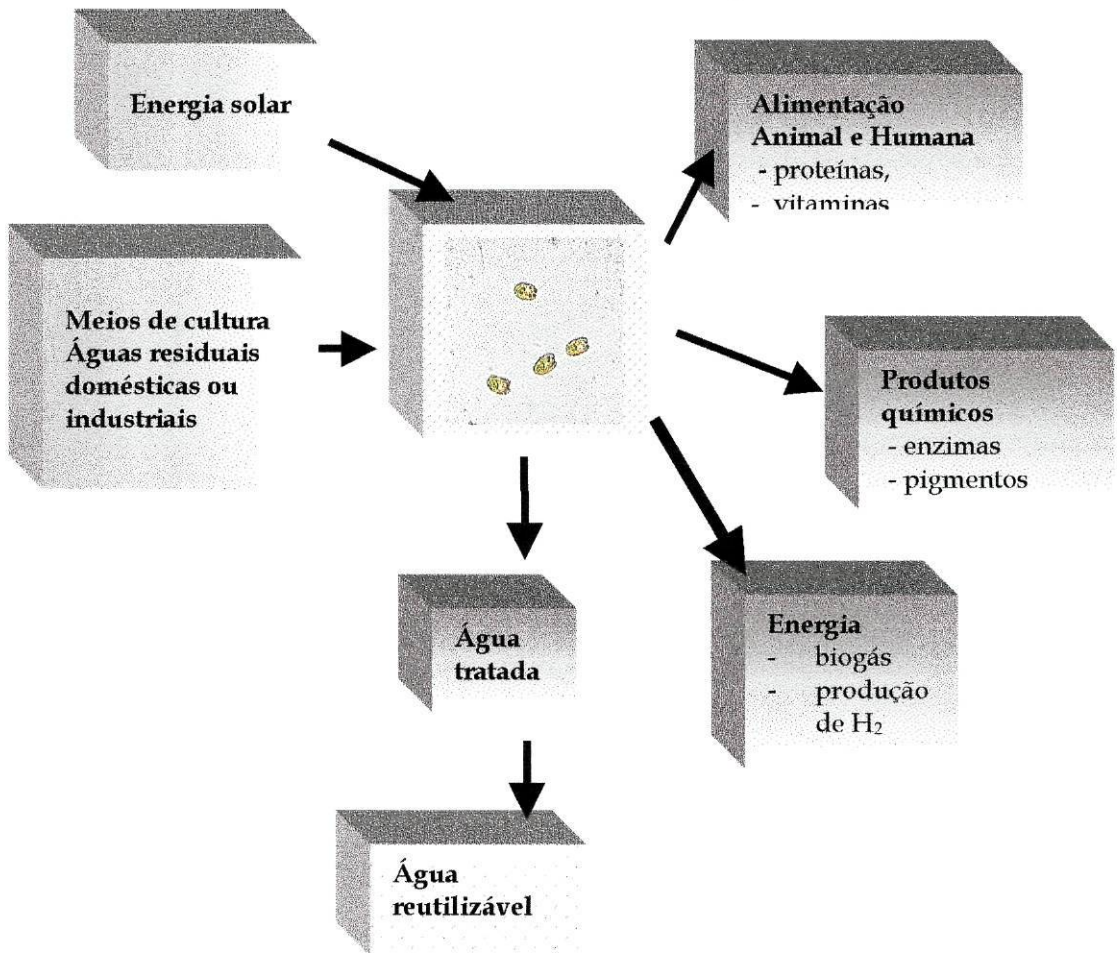 Energia solar
Meios de cultura
Águas residuais
domésticas ou
industriais
Alimentação
Animal e Humana
- proteínas,
- vitaminas
Produtos
químicos
- enzimas
- pigmentos
Energia
- biogás
- produção
de H₂
Água
tratada
Água
reutilizável